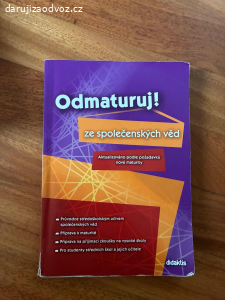 darujizaodvoz.cz
Odmaturuj!
ze společenských věd
Aktualizováno podle požadavků
nové maturity
Průvodce středoškolským učivem
společenských věd
Příprava k maturitě
Příprava na přijímací zkoušky na vysoké školy
Pro studenty středních škol a jejich učitele
didaktis